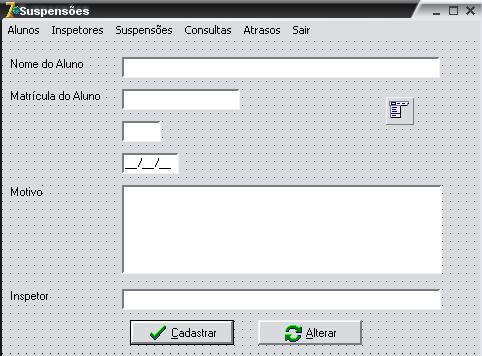 Suspensões
Alunos Inspetores Suspensões Consultas Atrasos Sair
Nome do Aluno
Matrícula do Aluno
__/__/__
Motivo
Inspetor
Cadastrar Alterar